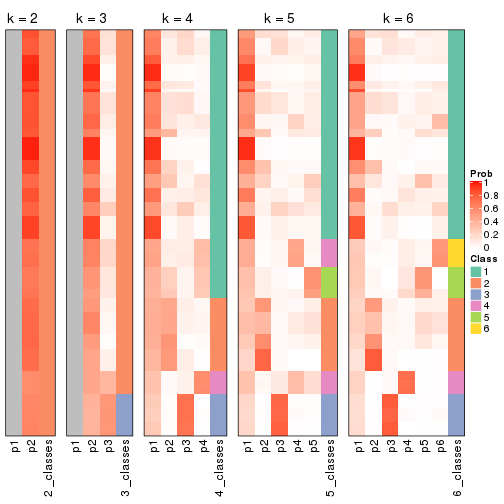 k = 2
k = 3
k = 4
k = 5
k = 6
p1
p2
2_classes
p1
p2
p3
3_classes
p1
p2
p3
p4
4_classes
p1
p2
p3
p4
p5
5_classes
p1
p2
p3
p4
p5
p6
6_classes
Prob
1
0.8
0.6
0.4
0.2
0
Class
1
2
3
4
5
6